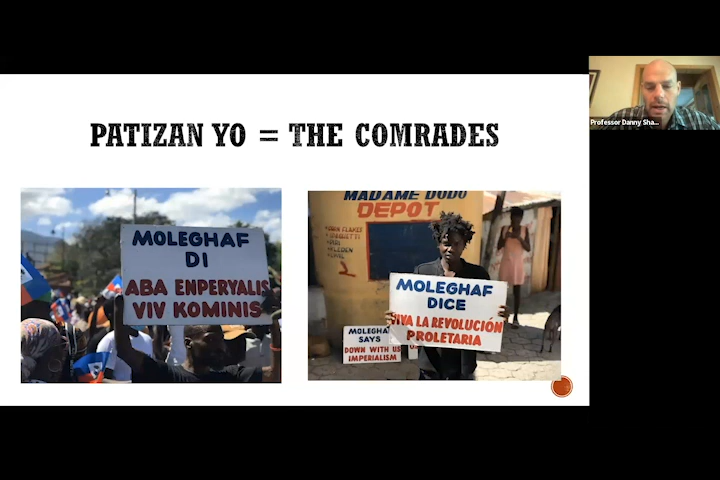 PATIZAN YO = THE COMRADES
Professor Danny Sha...
MOLEGHAF
DI
ABA ENPERYALIS
VIV KOMINIS
MADAME DODO
DEPOT
MOLEGHAF
DICE
VIVA LA REVOLUCIÓN
PROLETARIA
MOLEGHAF
SAYS
DOWN WITH US
IMPERIALISM